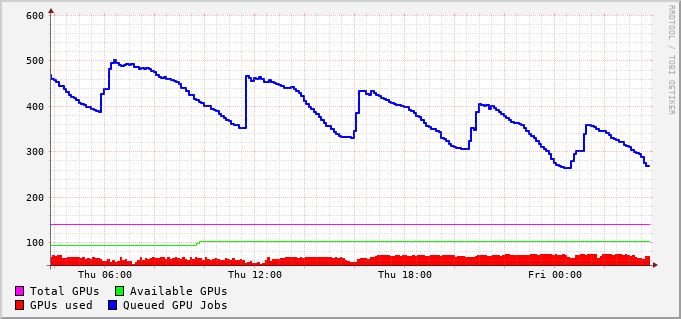 600
500
400
300
200
100
Thu 06:00 Thu 12:00 Thu 18:00 Fri 00:00
Total GPUs Available GPUs
GPUs used Queued GPU Jobs
RRDTOOL / TOBI OETIKER